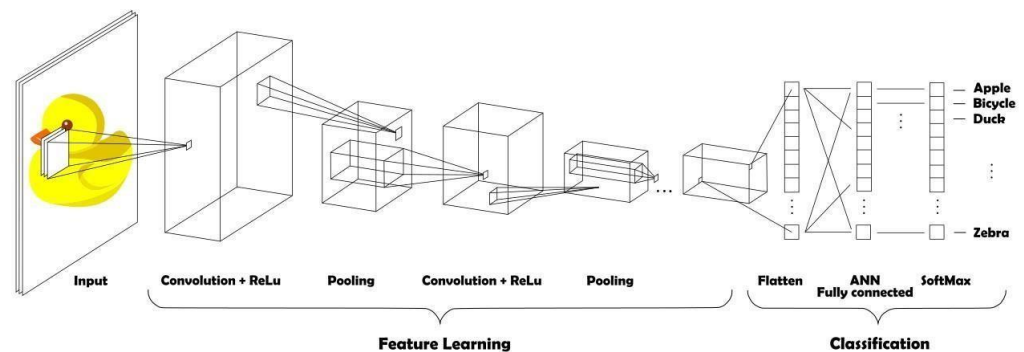 Apple
Bicycle
Duck
Zebra
Input
Convolution + ReLu
Pooling
Convolution + ReLu
Pooling
Flatten
ANN
Fully connected
SoftMax
Feature Learning
Classification